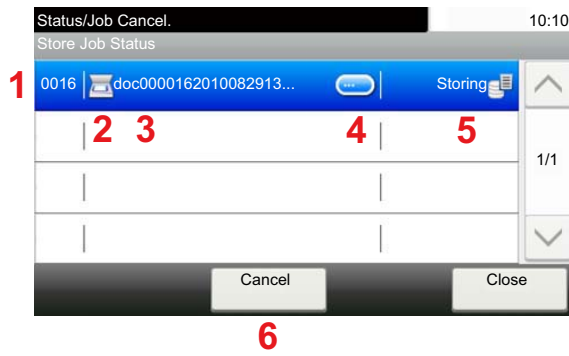 Status/Job Cancel. 10:10
Store Job Status
1 0016 doc0000162010082913... Storing
2 3 4 5
1/1
Cancel Close
6